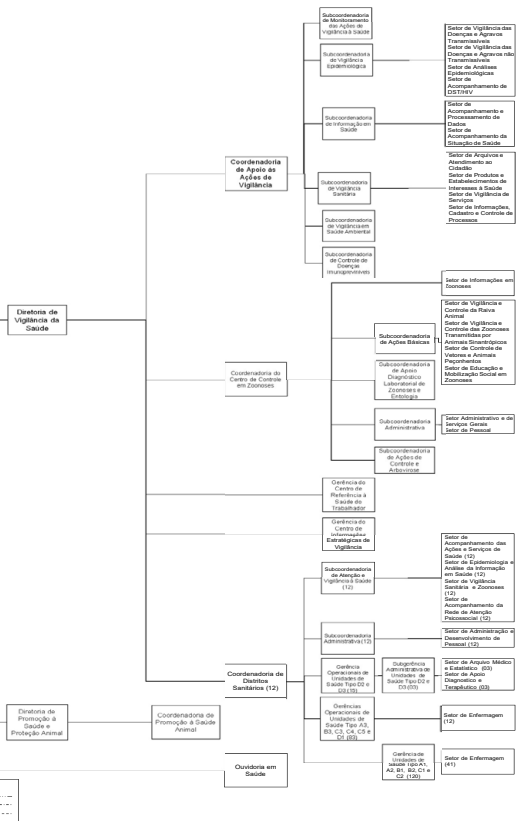 Subcoordenadoria
de Monitoramento
das Ações de
Vigilância à Saúde
Subcoordenadoria
de Vigilância
Epidemiológica
Setor de Vigilância das
Doenças e Agravos
Transmissíveis
Setor de Vigilância das
Doenças e Agravos não
Transmissíveis
Setor de Análises
Epidemiológicas
Setor de
Acompanhamento de
DST/HIV
Subcoordenadoria
de Informação em
Saúde
Setor de
Acompanhamento e
Processamento de
Dados
Setor de
Acompanhamento da
Situação de Saúde
Coordenadoria
de Apoio às
Ações de
Vigilância
Subcoordenadoria
de Vigilância
Sanitária
Setor de Arquivos e
Atendimento ao
Cidadão
Setor de Produtos e
Estabelecimentos de
Interesses à Saúde
Setor de Vigilância de
Serviços
Setor de Informações,
Cadastro e Controle de
Processos
Subcoordenadoria
de Vigilância em
Saúde Ambiental
Subcoordenadoria
de Controle de
Doenças
Imunopreviníveis
Diretoria de
Vigilância da
Saúde
Coordenadoria do
Centro de Controle
em Zoonoses
Setor de Informações em
Zoonoses
Subcoordenadoria
de Ações Básicas
Setor de Vigilância e
Controle da Raiva
Animal
Setor de Vigilância e
Controle das Zoonoses
Transmitidas por
Animais Sinantrópicos
Setor de Controle de
Vetores e Animais
Peçonhentos
Setor de Educação e
Mobilização Social em
Zoonoses
Subcoordenadoria
de Apoio
Diagnóstico
Laboratorial de
Zoonoses e
Entologia
Subcoordenadoria
Administrativa
Setor Administrativo e de
Serviços Gerais
Setor de Pessoal
Subcoordenadoria
de Ações de
Controle e
Arbovirose
Gerência do
Centro de
Referência à
Saúde do
Trabalhador
Gerência do
Centro de
Informações
Estratégicas de
Vigilância
Coordenadoria de
Distritos
Sanitários (12)
Subcoordenadoria
de Atenção e
Vigilância à Saúde
(12)
Setor de
Acompanhamento das
Ações e Serviços de
Saúde (12)
Setor de Epidemiologia e
Análise da Informação
em Saúde (12)
Setor de Vigilância
Sanitária e Zoonoses
(12)
Setor de
Acompanhamento da
Rede de Atenção
Psicossocial (12)
Subcoordenadoria
Administrativa (12)
Setor de Administração e
Desenvolvimento de
Pessoal (12)
Gerência
Operacionais de
Unidades de
Saúde Tipo D2 e
Subgerência
Administrativa de
Unidades de
Saúde Tipo D2 e
D3 (03)
Setor de Arquivo Médico
e Estatístico (03)
Setor de Apoio
Diagnostico e
Terapêutico (03)
Gerências
Operacionais de
Unidades de
Saúde Tipo A3,
B3, C3, C4, C5 e
Setor de Enfermagem
(12)
Gerência de
Unidades de
Saúde Tipo A1,
A2, B1, B2, C1 e
C2 (120)
Setor de Enfermagem
(41)
Diretoria de
Promoção à
Saúde e
Proteção Animal
Coordenadoria de
Promoção à Saúde
Animal
Ouvidoria em
Saúde